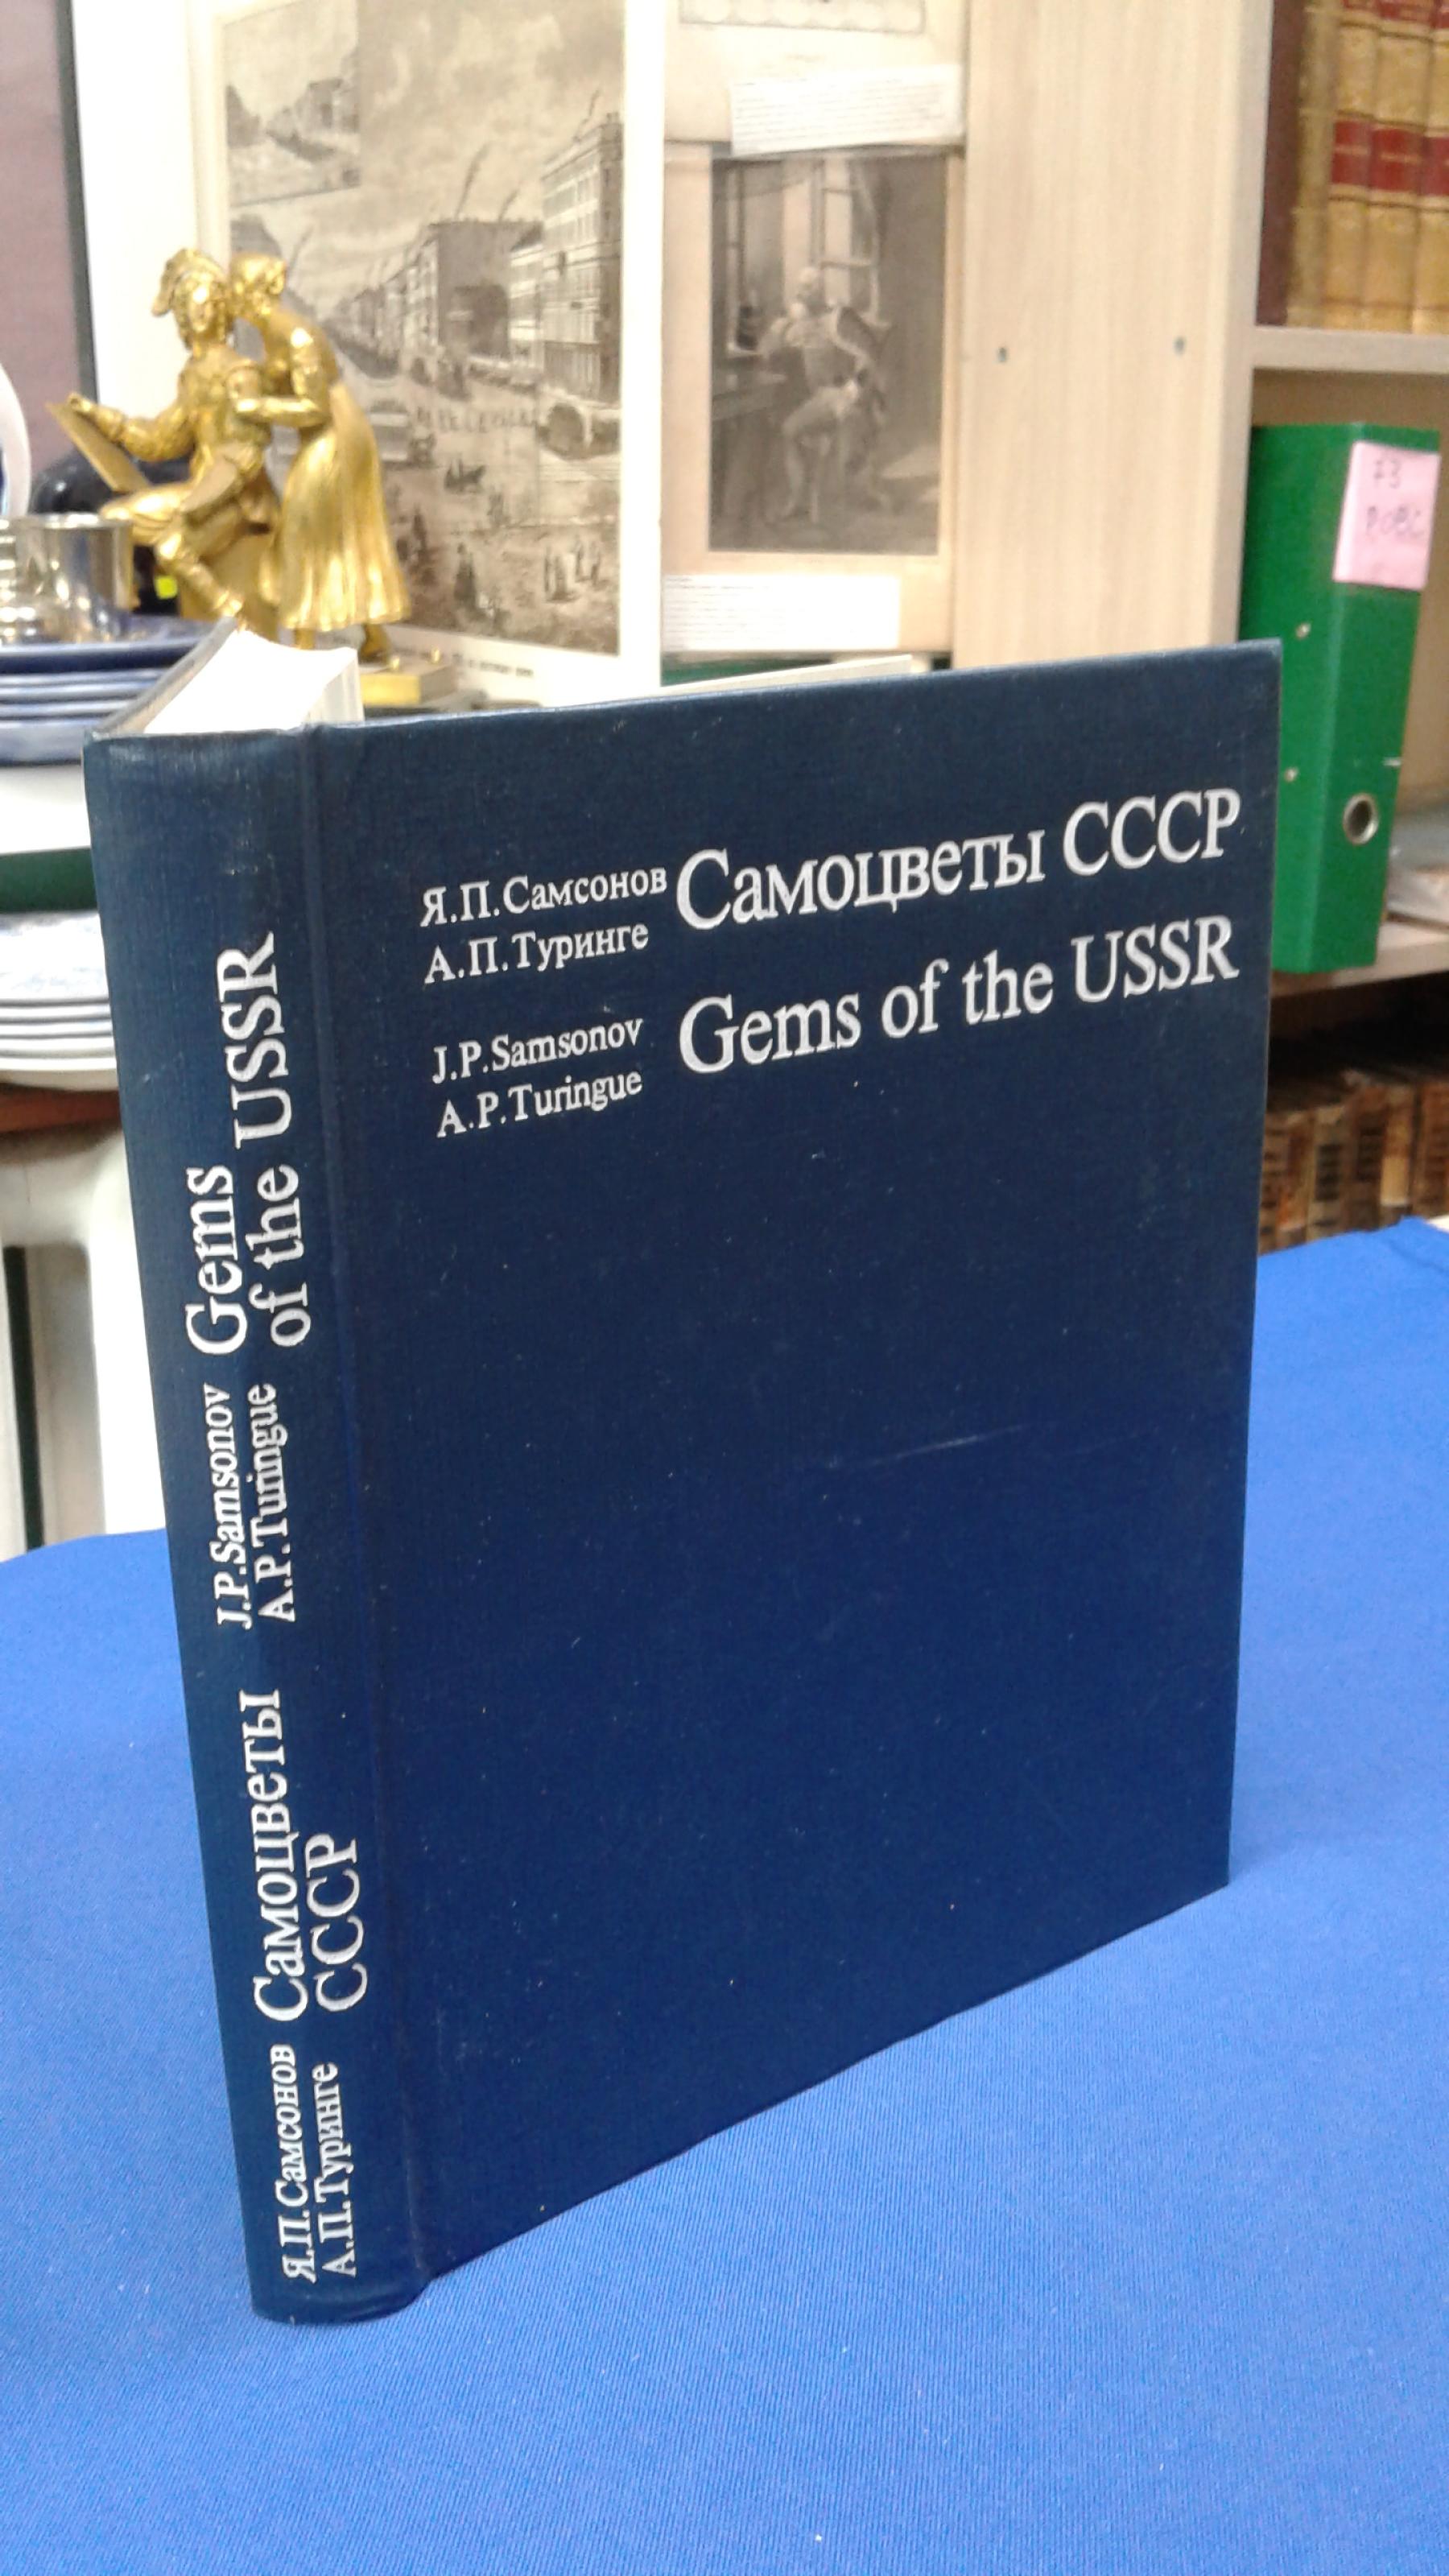 Я.П.Самсонов
А.П.Туринге
Самоцветы СССР
J.P.Samsonov
A.P.Turingue
Gems of the USSR
Я.П.Самсонов
А.П.Туринге
Самоцветы
СССР
J.P.Samsonov
A.P.Turingue
Gems
of the USSR